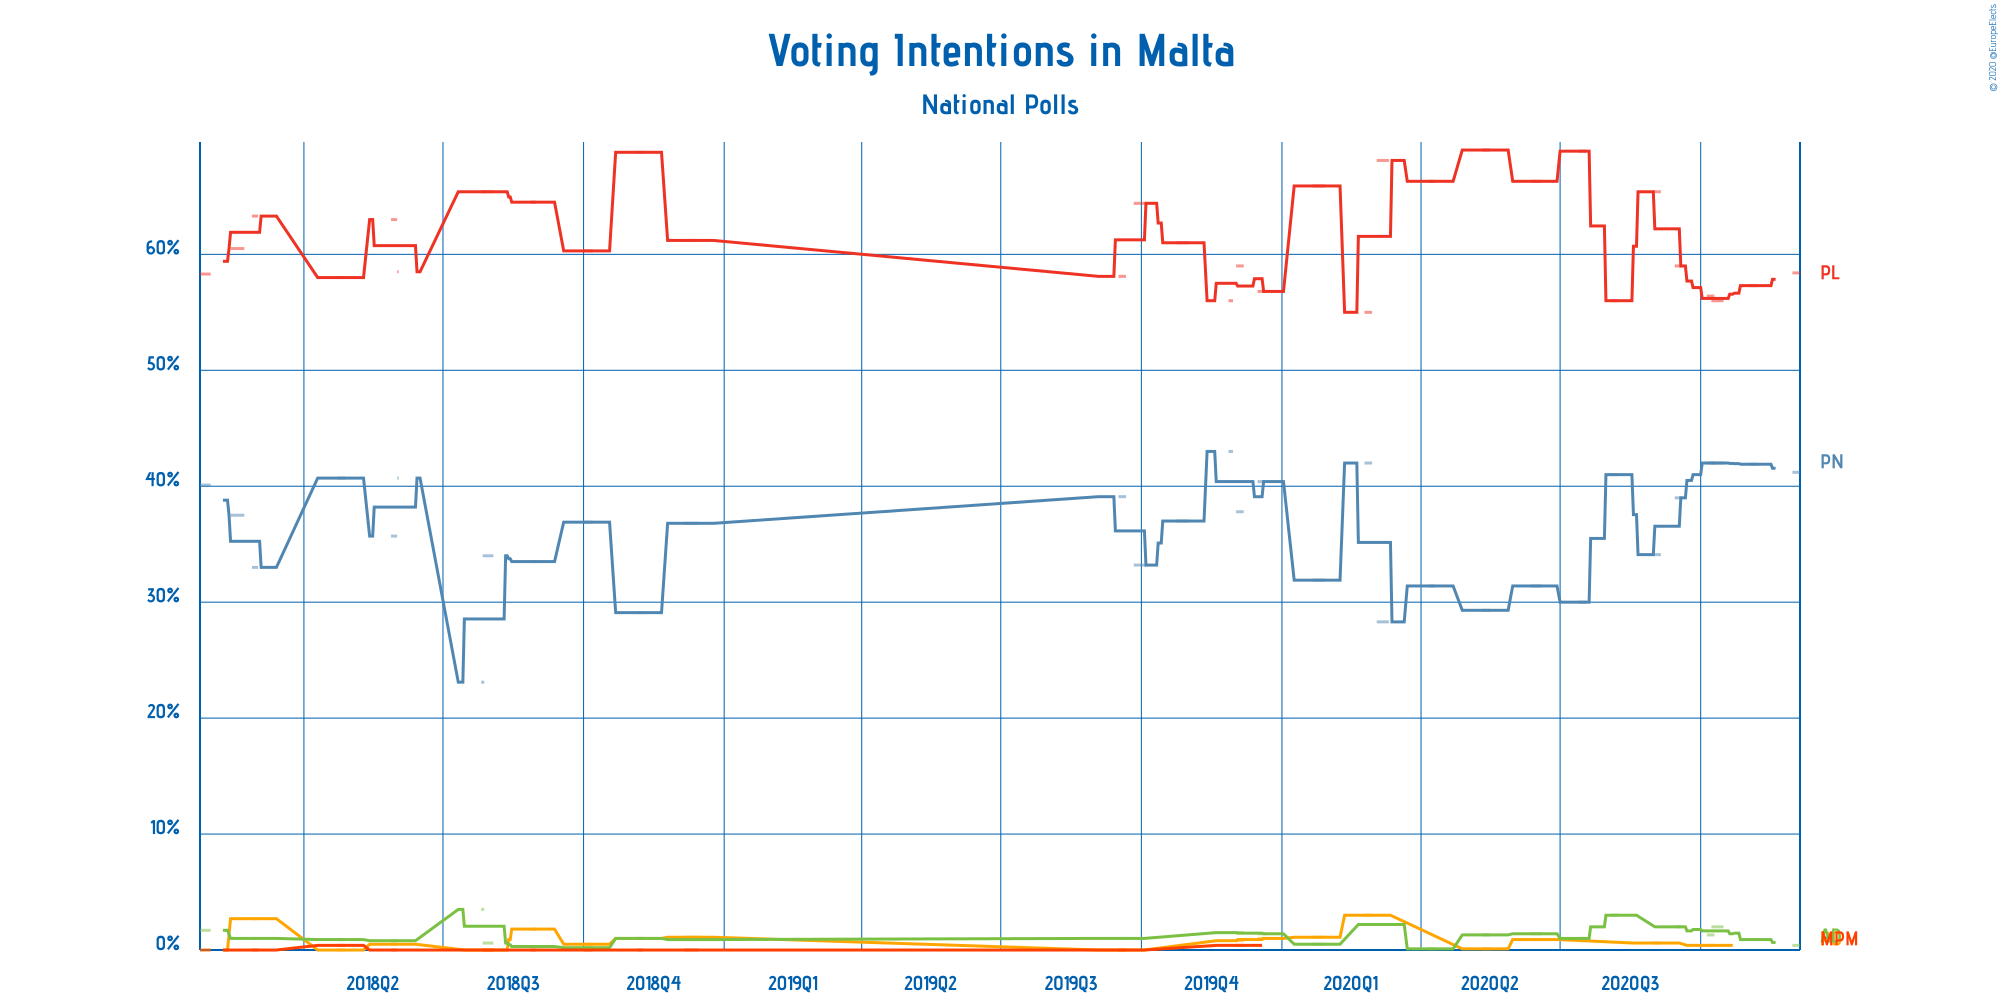 © 2020 @EuropeElects
Voting Intentions in Malta
National Polls
60%
50%
40%
30%
20%
10%
0%
PL
PN
MPM
2018Q2
2018Q3
2018Q4
2019Q1
2019Q2
2019Q3
2019Q4
2020Q1
2020Q2
2020Q3